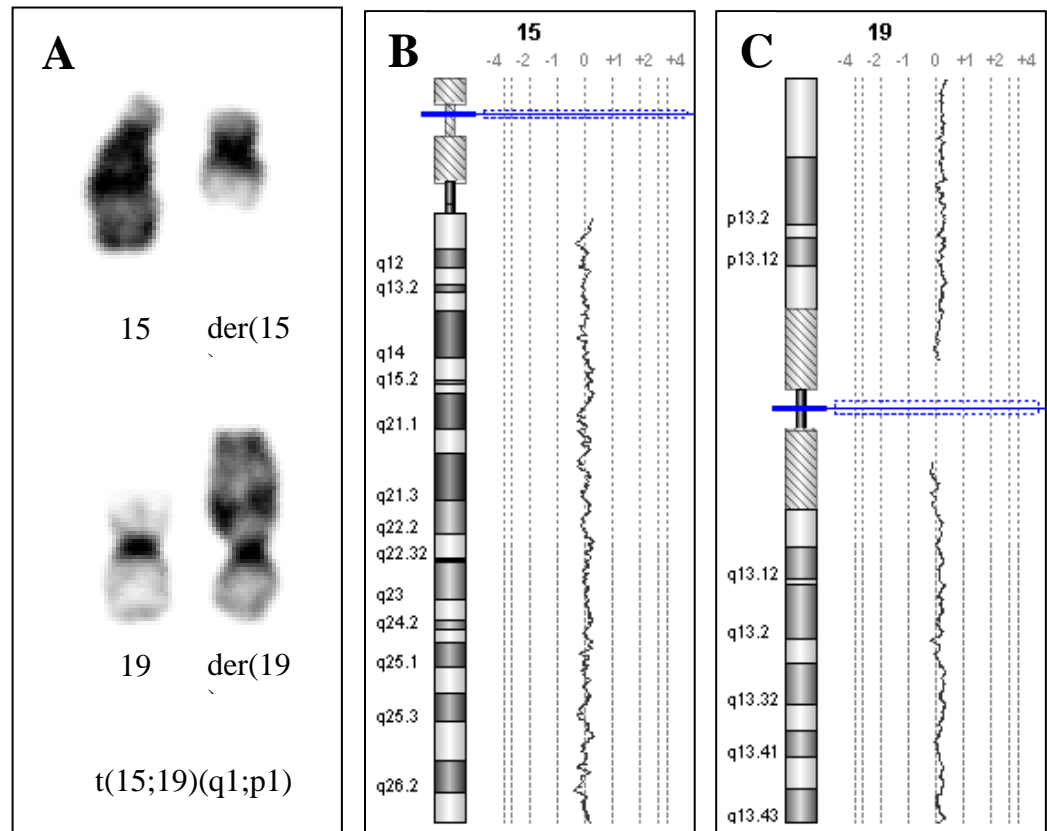 A
15 der(15
`
19 der(19
`
t(15;19)(q1;p1)
B
15
-4 -2 -1 0 +1 +2 +4
q12
q13.2
q14
q15.2
q21.1
q21.3
q22.2
q22.32
q23
q24.2
q25.1
q25.3
q26.2
C
19
-4 -2 -1 0 +1 +2 +4
p13.2
p13.12
q13.12
q13.2
q13.32
q13.41
q13.43